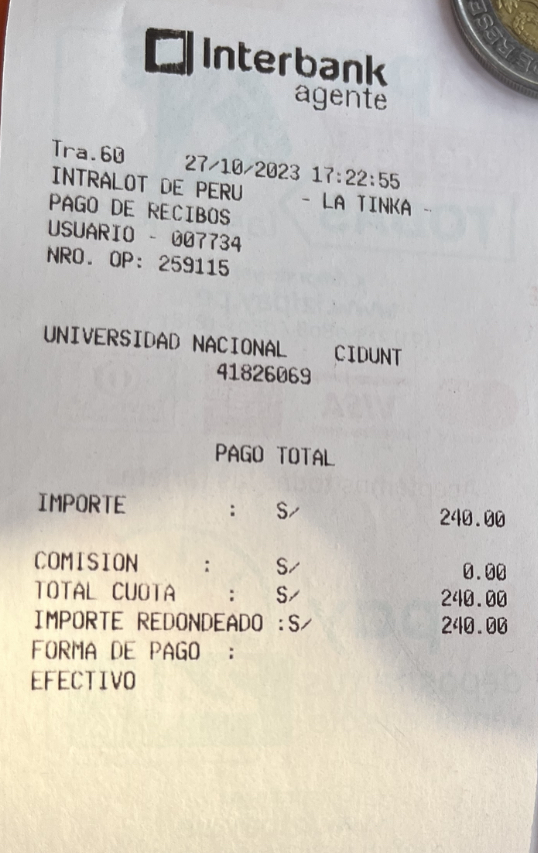 Interbank
agente
Tra.60 27/10/2023 17:22:55
INTRALOT DE PERU - LA TINKA -
PAGO DE RECIBOS
USUARIO - 007734
NRO. OP: 259115
UNIVERSIDAD NACIONAL CIDUNT
41826069
PAGO TOTAL
IMPORTE : S/ 240.00
COMISION : S/ 0.00
TOTAL CUOTA : S/ 240.00
IMPORTE REDONDEADO :S/ 240.00
FORMA DE PAGO :
EFECTIVO